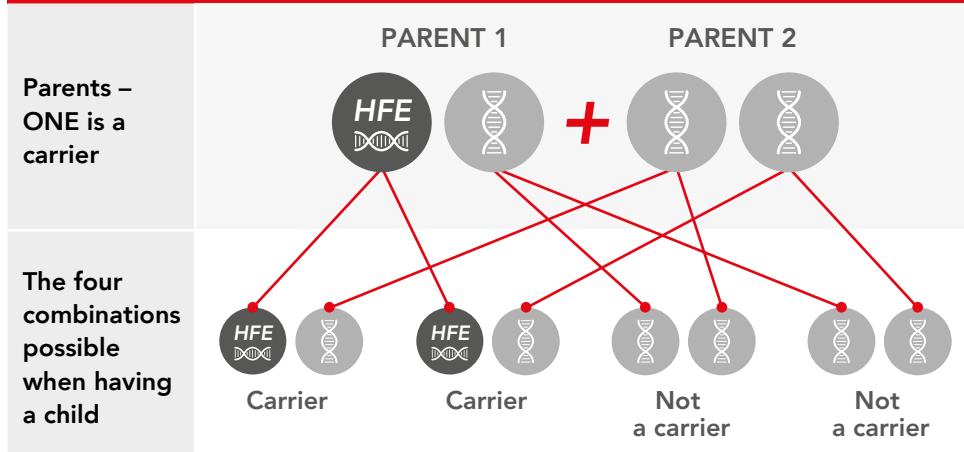 PARENT 1
PARENT 2
Parents –
ONE is a
carrier
HFE
The four
combinations
possible
when having
a child
HFE
HFE
Carrier
Carrier
Not
a carrier
Not
a carrier